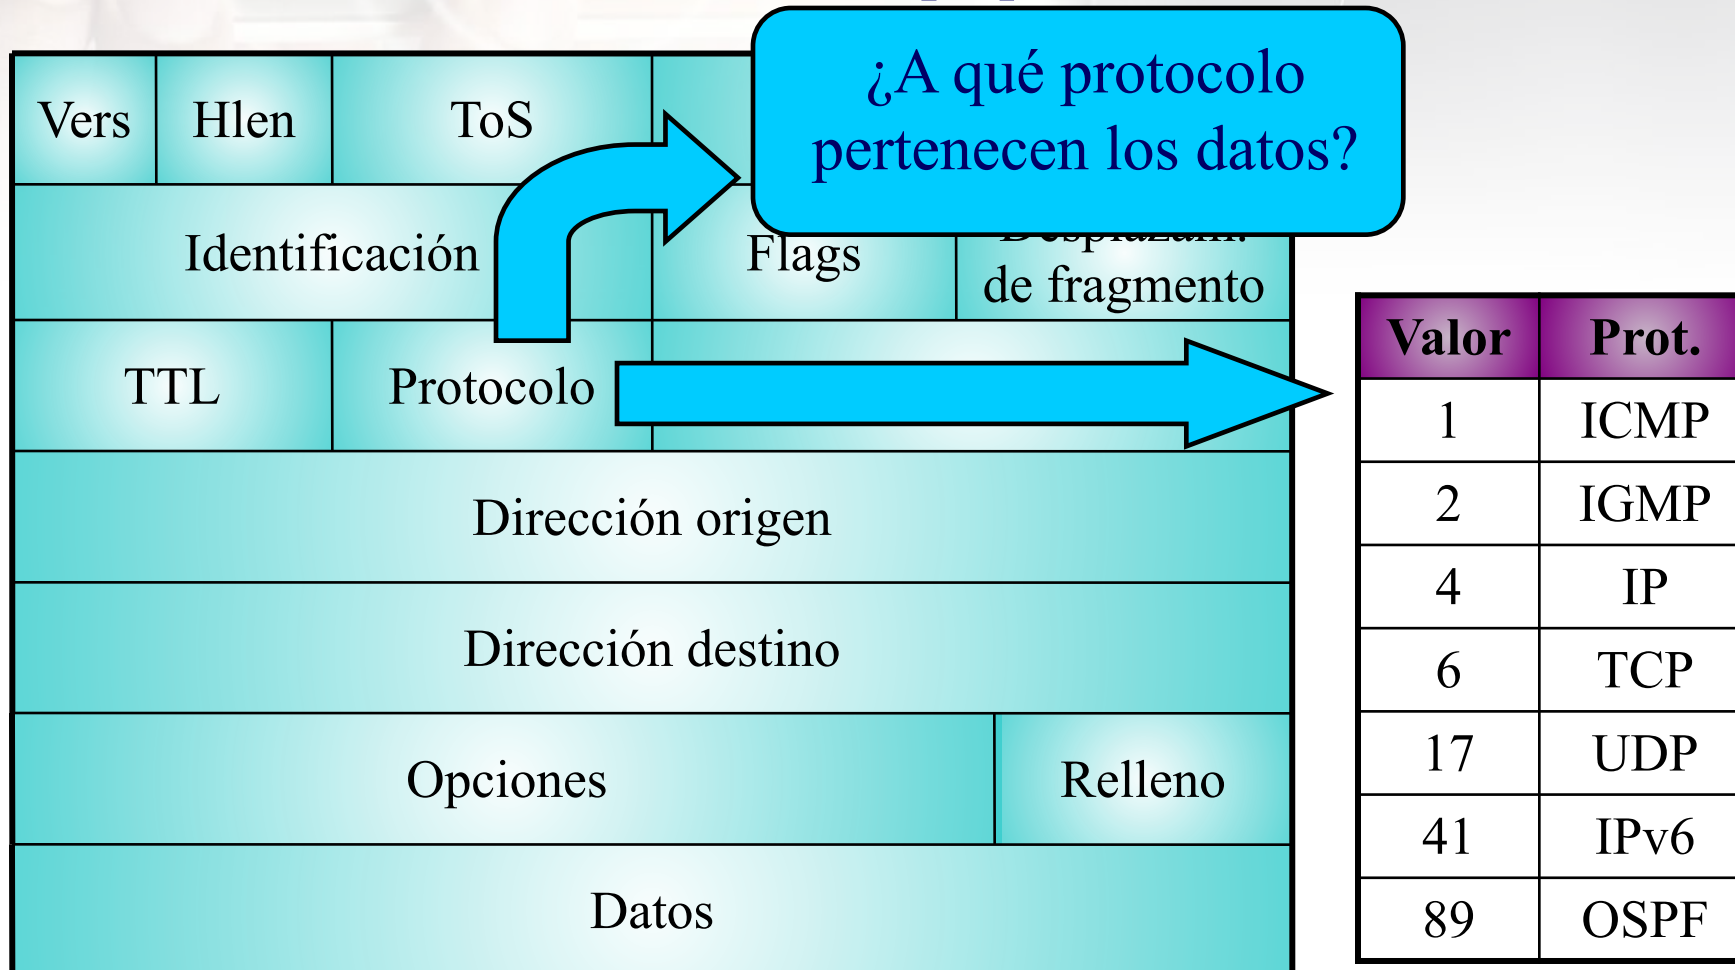 ¿A qué protocolo
pertenecen los datos?
Vers Hlen ToS
Identificación Flags
de fragmento
TTL Protocolo
Dirección origen
Dirección destino
Opciones Relleno
Datos
Valor Prot.
1 ICMP
2 IGMP
4 IP
6 TCP
17 UDP
41 IPv6
89 OSPF